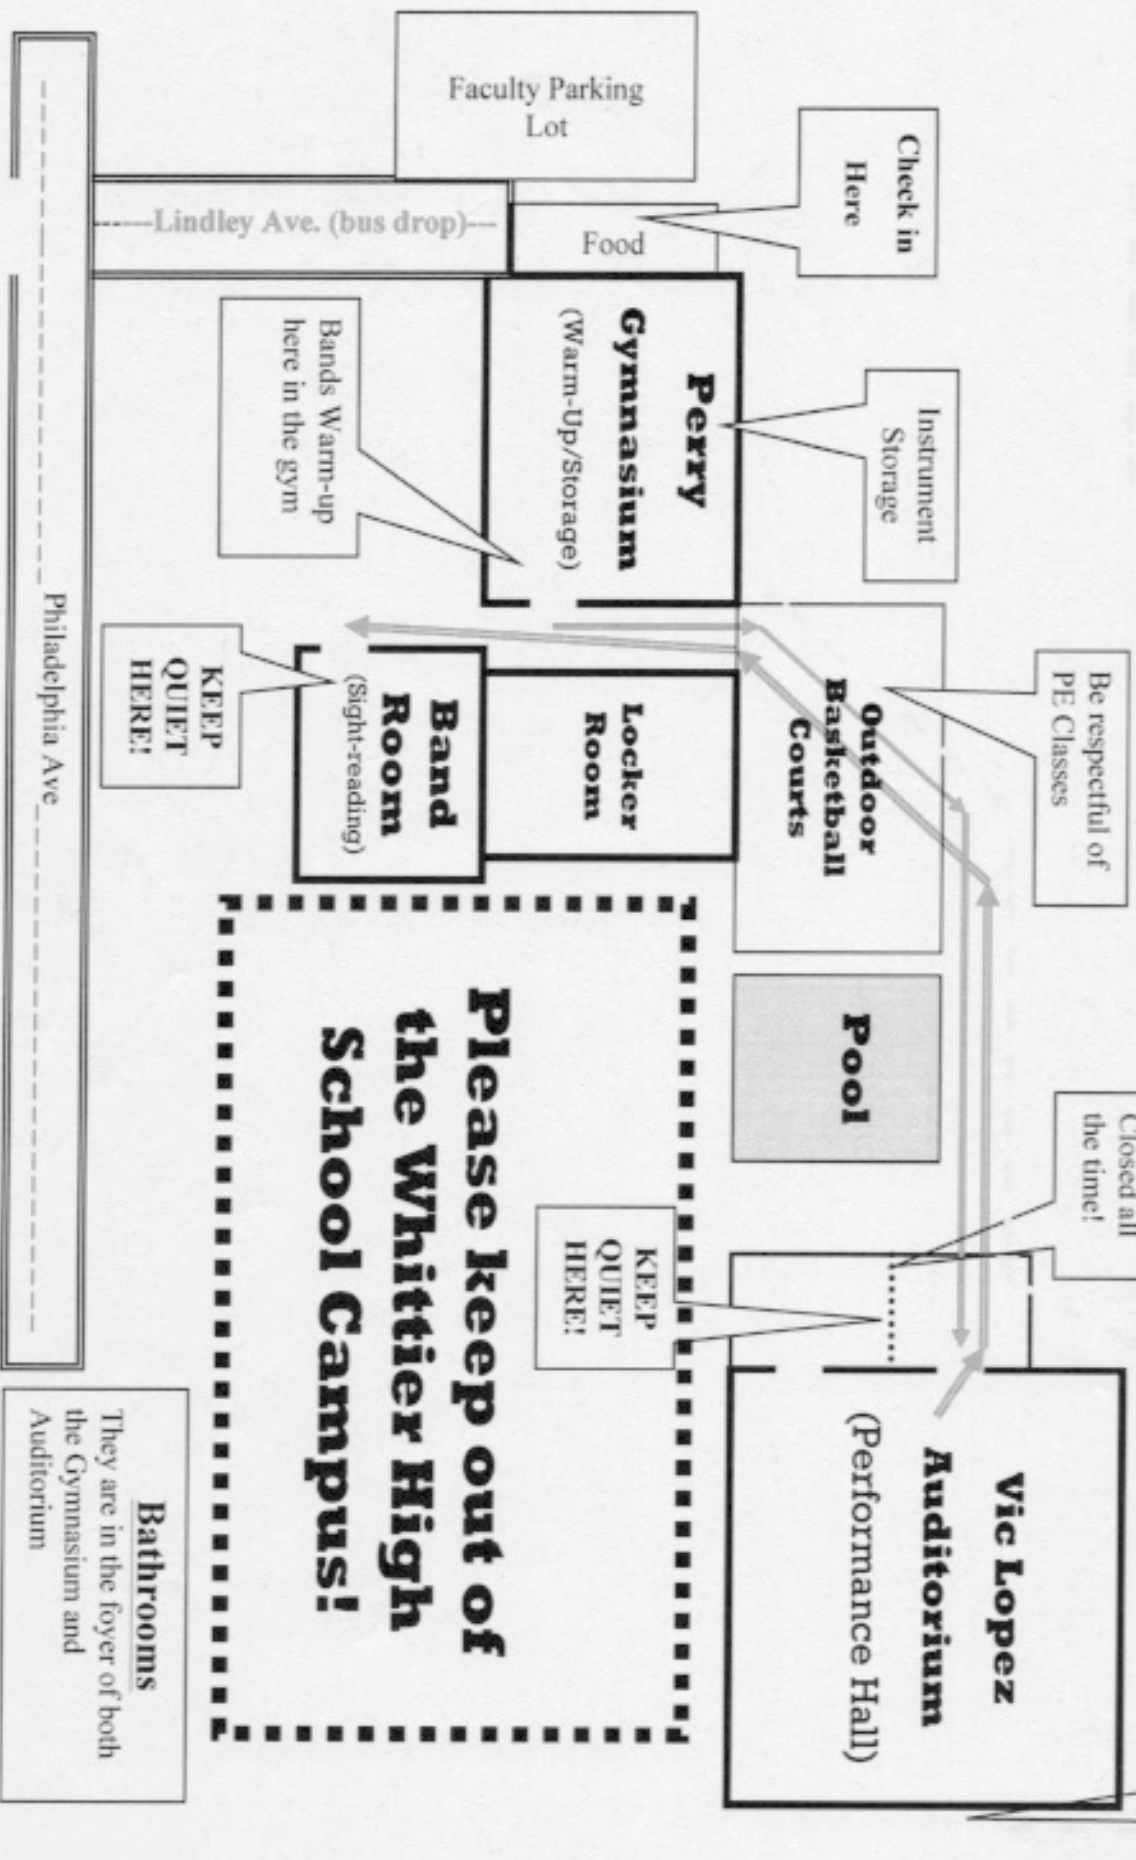 Faculty Parking
Lot
Check in
Here
---Lindley Ave. (bus drop)---
Food
Perry
Gymnasium
(Warm-Up/Storage)
Instrument
Storage
Bands Warm-up
here in the gym
Be respectful of
PE Classes
Outdoor
Basketball
Courts
Locker
Room
Band
Room
(Sight-reading)
KEEP
QUIET
HERE!
Philadelphia Ave
Pool
Closed all
the time!
KEEP
QUIET
HERE!
Please keep out of
the Whittier High
School Campus!
Vic Lopez
Auditorium
(Performance Hall)
Bathrooms
They are in the foyer of both
the Gymnasium and
Auditorium